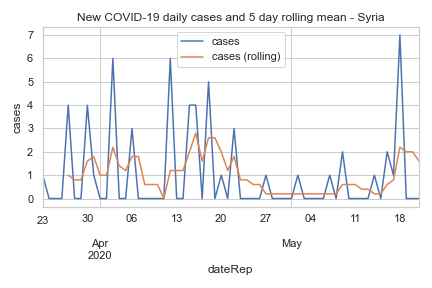 New COVID-19 daily cases and 5 day rolling mean - Syria
cases
cases (rolling)
7
6
5
4
3
2
1
0
cases
23 30 06 13 20 27 04 11 18
Apr May
2020
dateRep